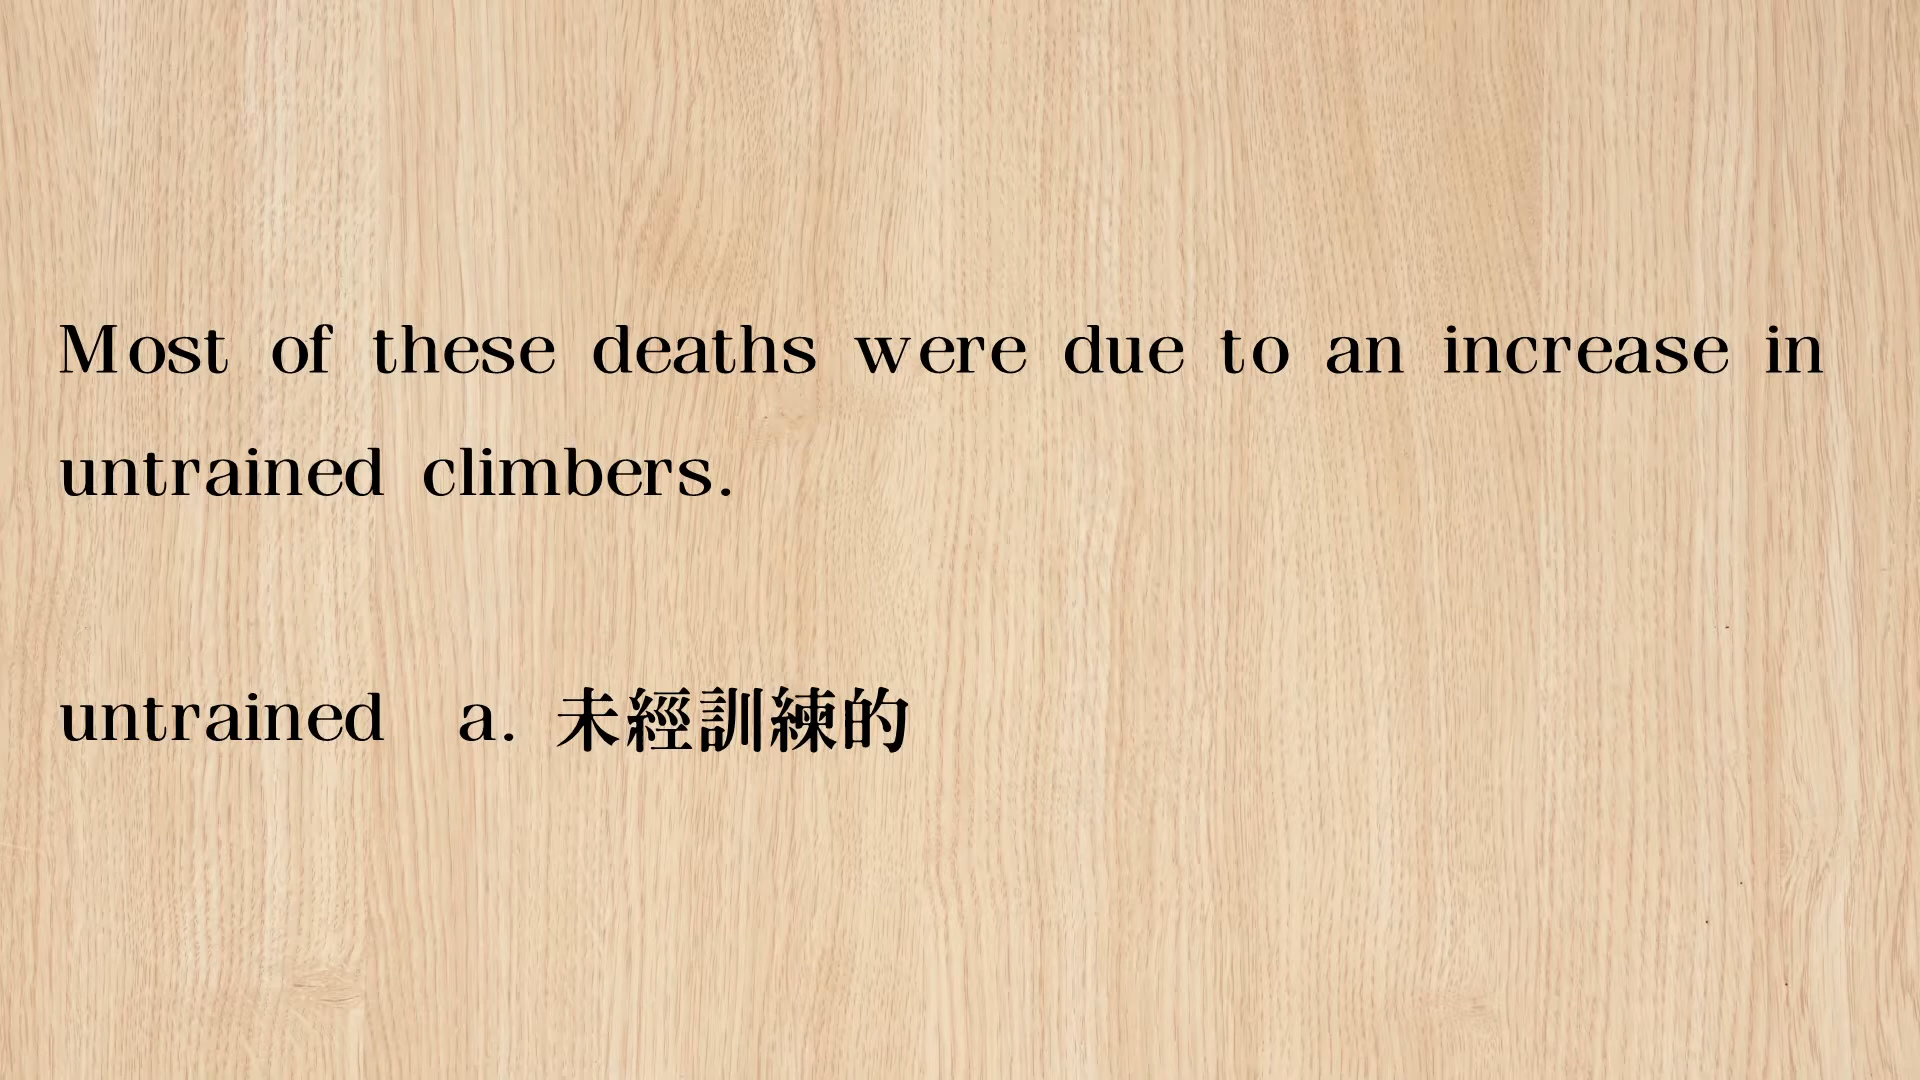 Most of these deaths were due to an increase in
untrained climbers.
untrained  a. 未經訓練的